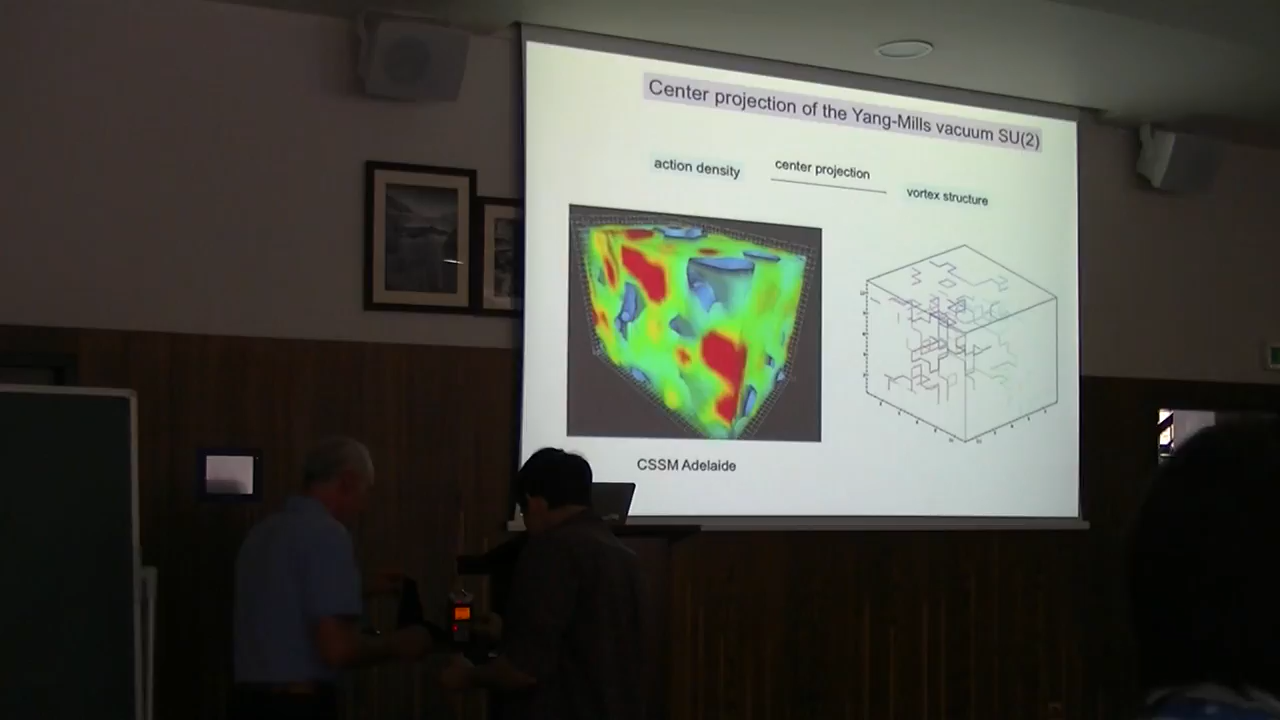 Center projection of the Yang-Mills vacuum SU(2)
action density
center projection
vortex structure
CSSM Adelaide